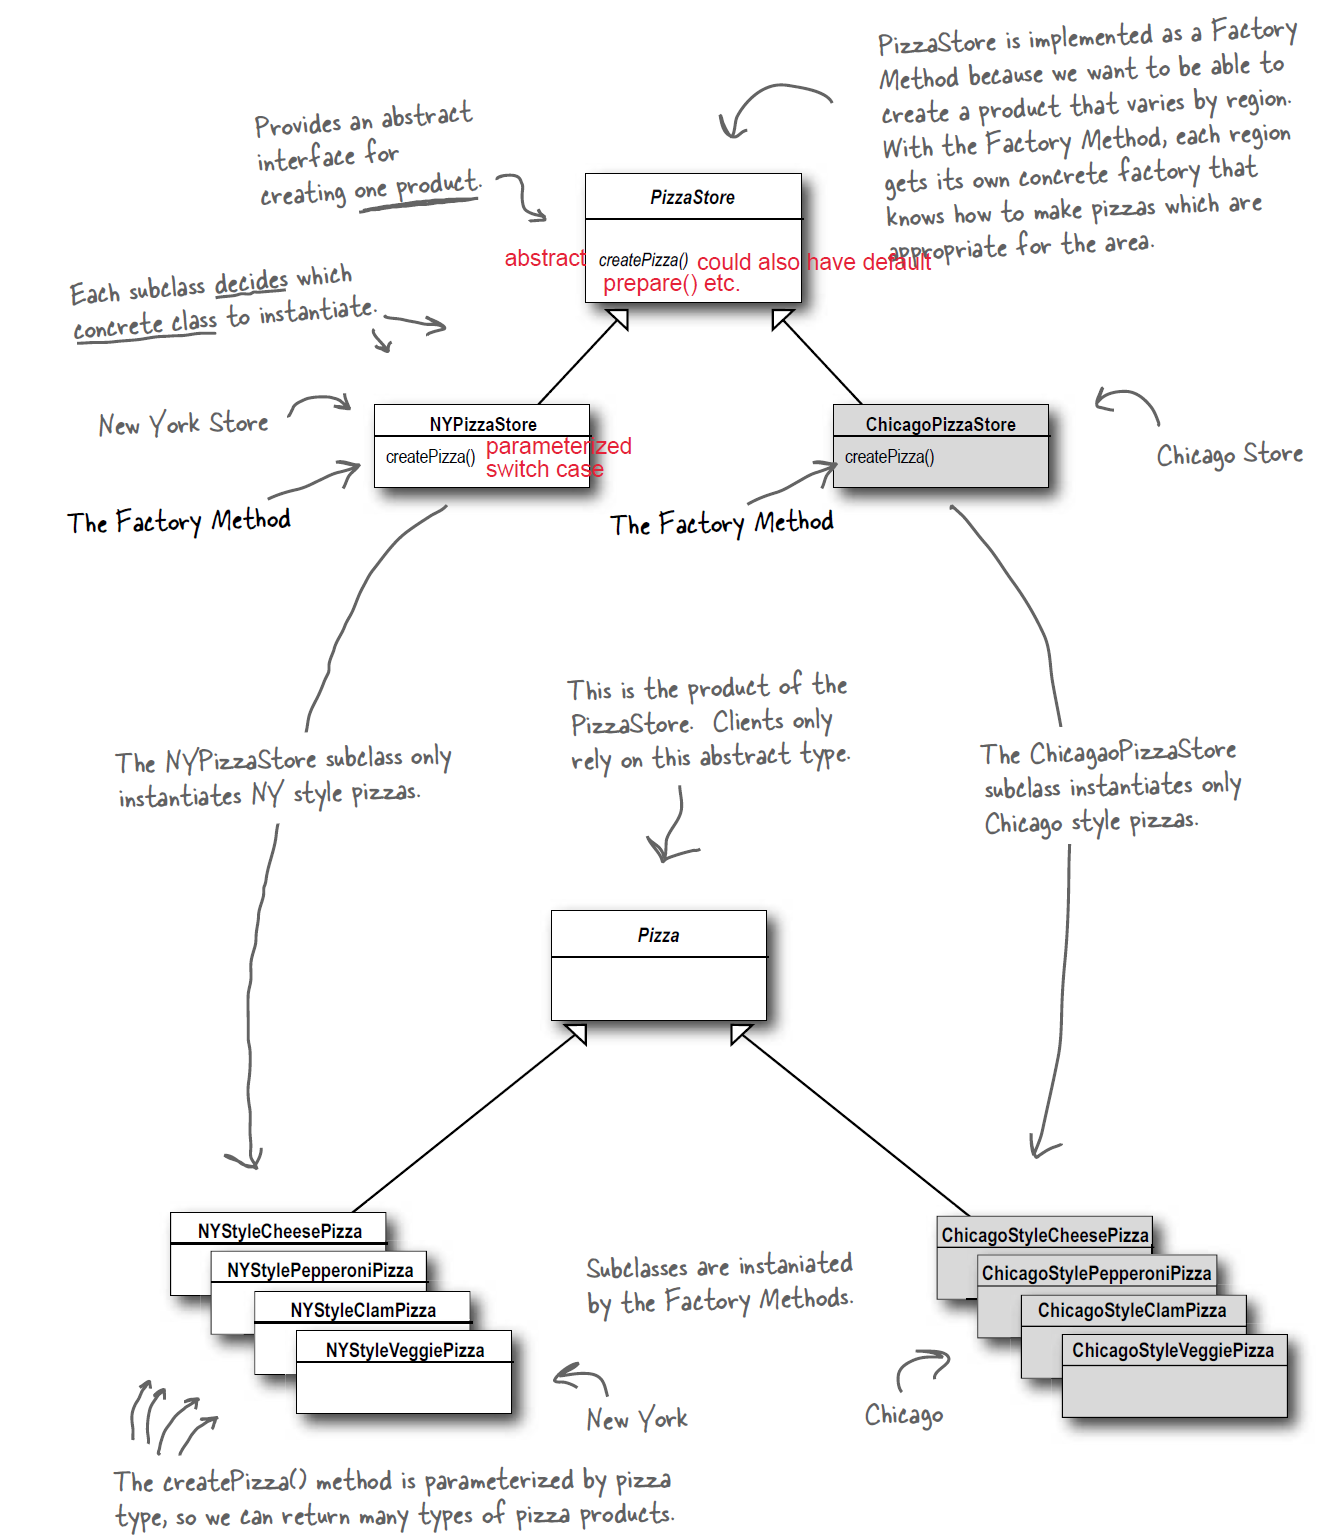 PizzaStore is implemented as a Factory
Method because we want to be able to
create a product that varies by region.
With the Factory Method, each region
gets its own concrete factory that
knows how to make pizzas which are
appropriate for the area.
Provides an abstract
interface for
creating one product.
PizzaStore
abstract createPizza() could also have default
prepare() etc.
Each subclass decides which
concrete class to instantiate.
New York Store
NYPizzaStore
createPizza() parameterized
switch case
The Factory Method
ChicagoPizzaStore
createPizza()
The Factory Method
Chicago Store
The NYPizzaStore subclass only
instantiates NY style pizzas.
This is the product of the
PizzaStore. Clients only
rely on this abstract type.
The ChicagaoPizzaStore
subclass instantiates only
Chicago style pizzas.
Pizza
NYStyleCheesePizza
NYStylePepperoniPizza
NYStyleClamPizza
NYStyleVeggiePizza
Subclasses are instaniated
by the Factory Methods.
ChicagoStyleCheesePizza
ChicagoStylePepperoniPizza
ChicagoStyleClamPizza
ChicagoStyleVeggiePizza
New York
Chicago
The createPizza() method is parameterized by pizza
type, so we can return many types of pizza products.